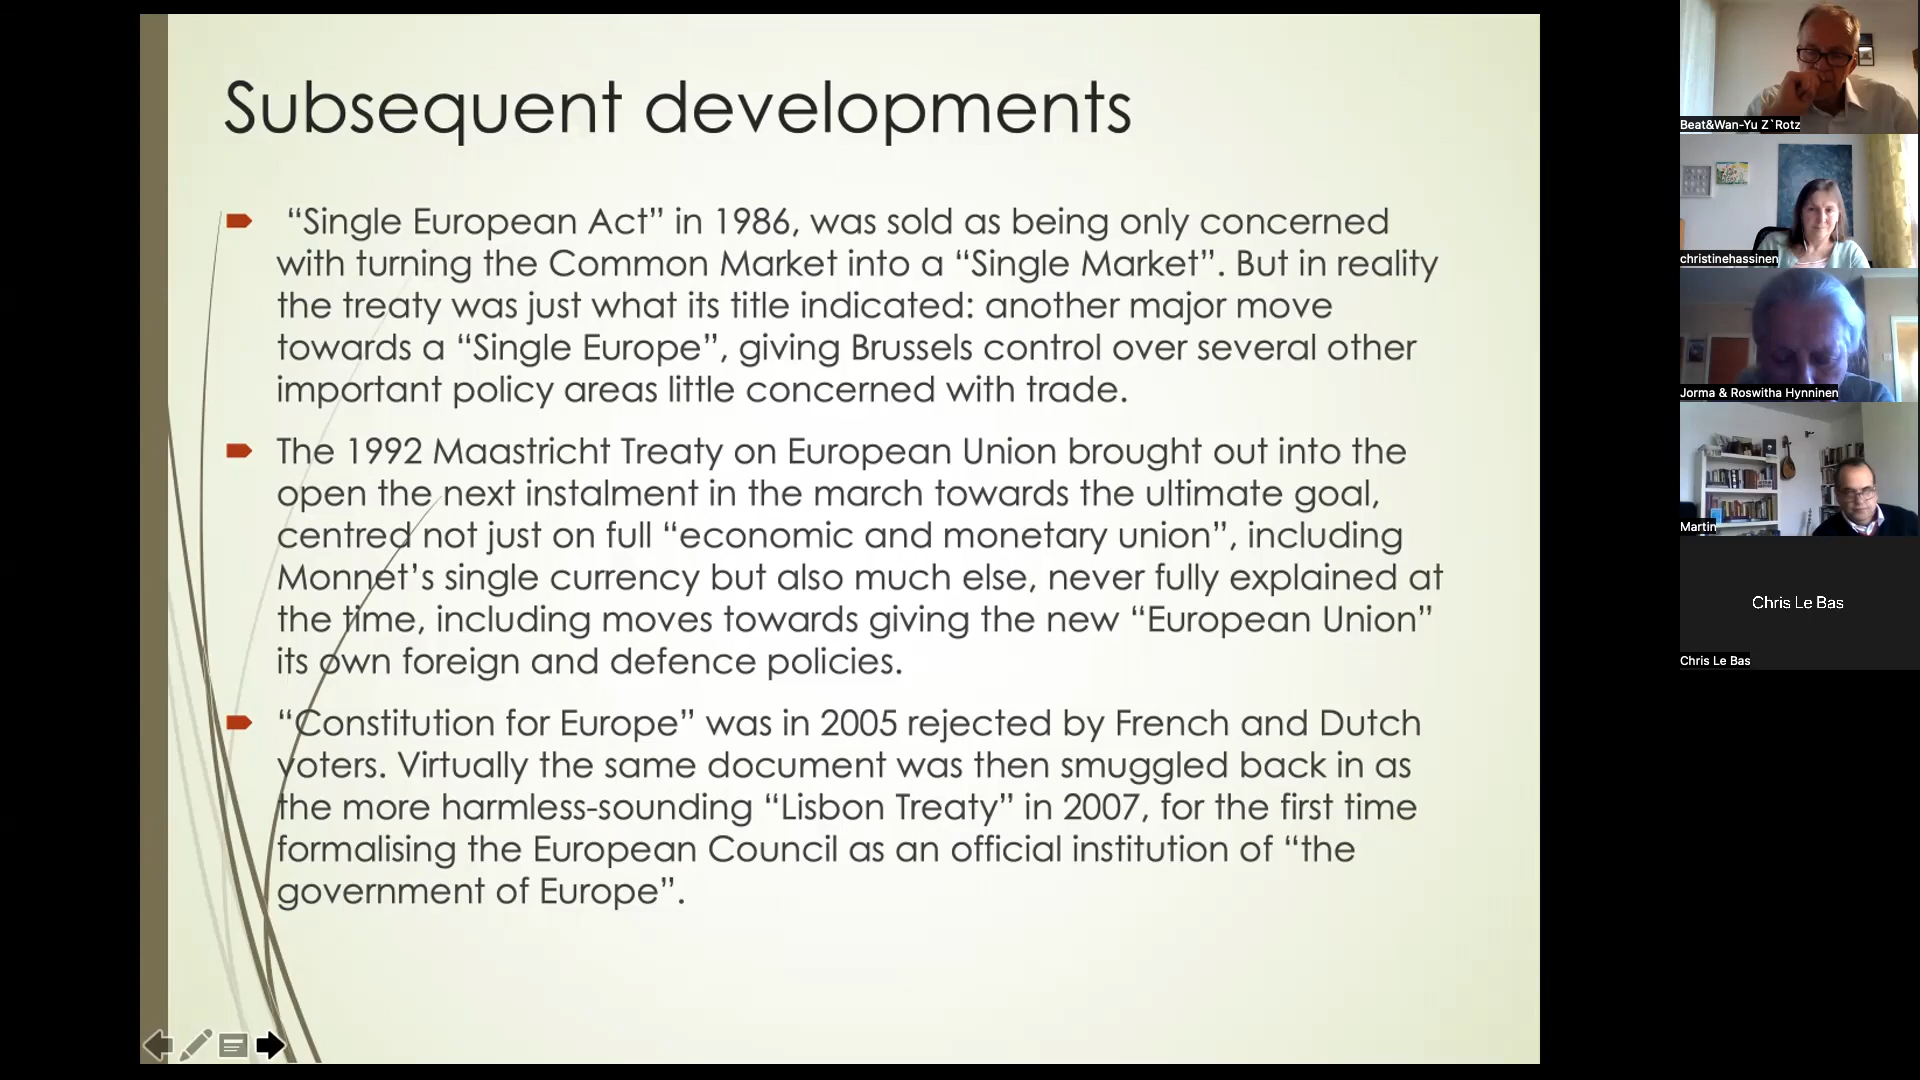 Subsequent developments
“Single European Act” in 1986, was sold as being only concerned
with turning the Common Market into a “Single Market”. But in reality
the treaty was just what its title indicated: another major move
towards a “Single Europe”, giving Brussels control over several other
important policy areas little concerned with trade.
The 1992 Maastricht Treaty on European Union brought out into the
open the next instalment in the march towards the ultimate goal,
centred not just on full “economic and monetary union”, including
Monnet’s single currency but also much else, never fully explained at
the time, including moves towards giving the new “European Union”
its own foreign and defence policies.
“Constitution for Europe” was in 2005 rejected by French and Dutch
voters. Virtually the same document was then smuggled back in as
the more harmless-sounding “Lisbon Treaty” in 2007, for the first time
formalising the European Council as an official institution of “the
government of Europe”.
Beat&Wan-Yu Z`Rotz
christinehassinen
Jorma & Roswitha Hynninen
Martin
Chris Le Bas
Chris Le Bas